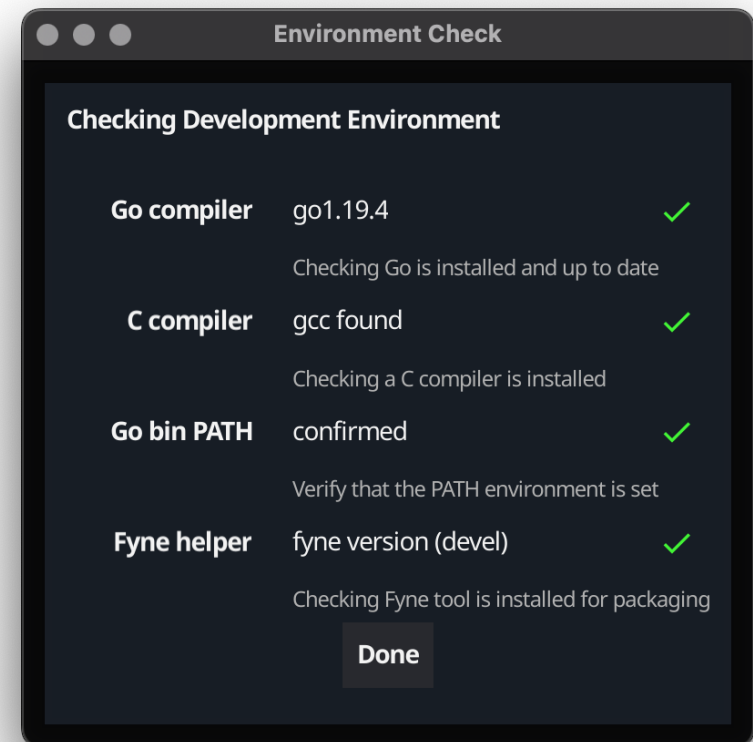 Environment Check
Checking Development Environment
Go compiler go1.19.4
Checking Go is installed and up to date
C compiler gcc found
Checking a C compiler is installed
Go bin PATH confirmed
Verify that the PATH environment is set
Fyne helper fyne version (devel)
Checking Fyne tool is installed for packaging
Done